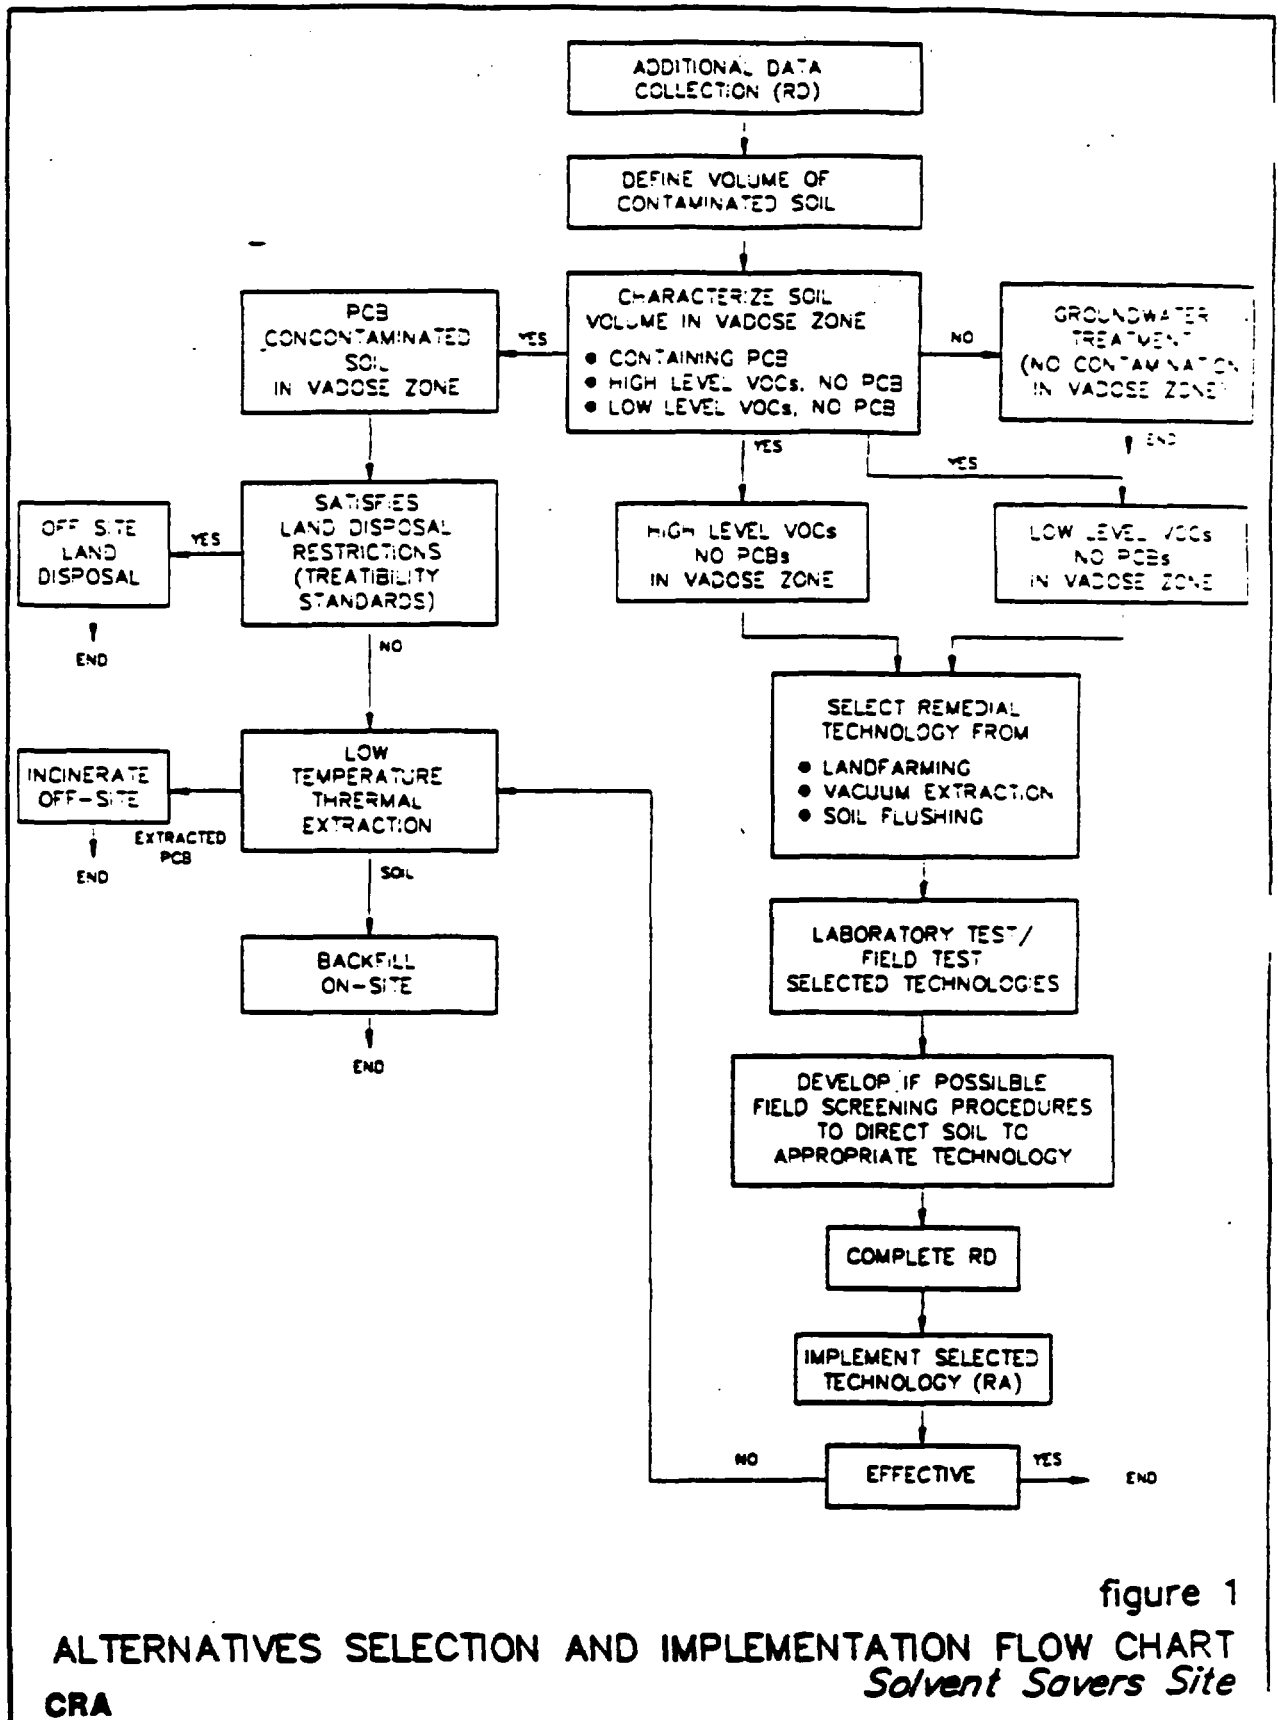 ADDITIONAL DATA
COLLECTION (RD)
DEFINE VOLUME OF
CONTAMINATED SOIL
CHARACTERIZE SOIL
VOLUME IN VADOSE ZONE
● CONTAINING PCB
● HIGH LEVEL VOCs, NO PCB
● LOW LEVEL VOCs, NO PCB
YES
PCB
CONCONTAMINATED
SOIL
IN VADOSE ZONE
NO
GROUNDWATER
TREATMENT
(NO CONTAMINATION
IN VADOSE ZONE)
END
YES
YES
SATISFIES
LAND DISPOSAL
RESTRICTIONS
(TREATIBILITY
STANDARDS)
YES
OFF SITE
LAND
DISPOSAL
END
NO
HIGH LEVEL VOCs
NO PCBs
IN VADOSE ZONE
LOW LEVEL VOCs
NO PCBs
IN VADOSE ZONE
LOW
TEMPERATURE
THRERMAL
EXTRACTION
INCINERATE
OFF-SITE
EXTRACTED
PCB
END
SOIL
BACKFILL
ON-SITE
END
SELECT REMEDIAL
TECHNOLOGY FROM
● LANDFARMING
● VACUUM EXTRACTION
● SOIL FLUSHING
LABORATORY TEST/
FIELD TEST
SELECTED TECHNOLOGIES
DEVELOP IF POSSILBLE
FIELD SCREENING PROCEDURES
TO DIRECT SOIL TO
APPROPRIATE TECHNOLOGY
COMPLETE RD
IMPLEMENT SELECTED
TECHNOLOGY (RA)
EFFECTIVE
NO
YES
END
figure 1
ALTERNATIVES SELECTION AND IMPLEMENTATION FLOW CHART
Solvent Savers Site
CRA